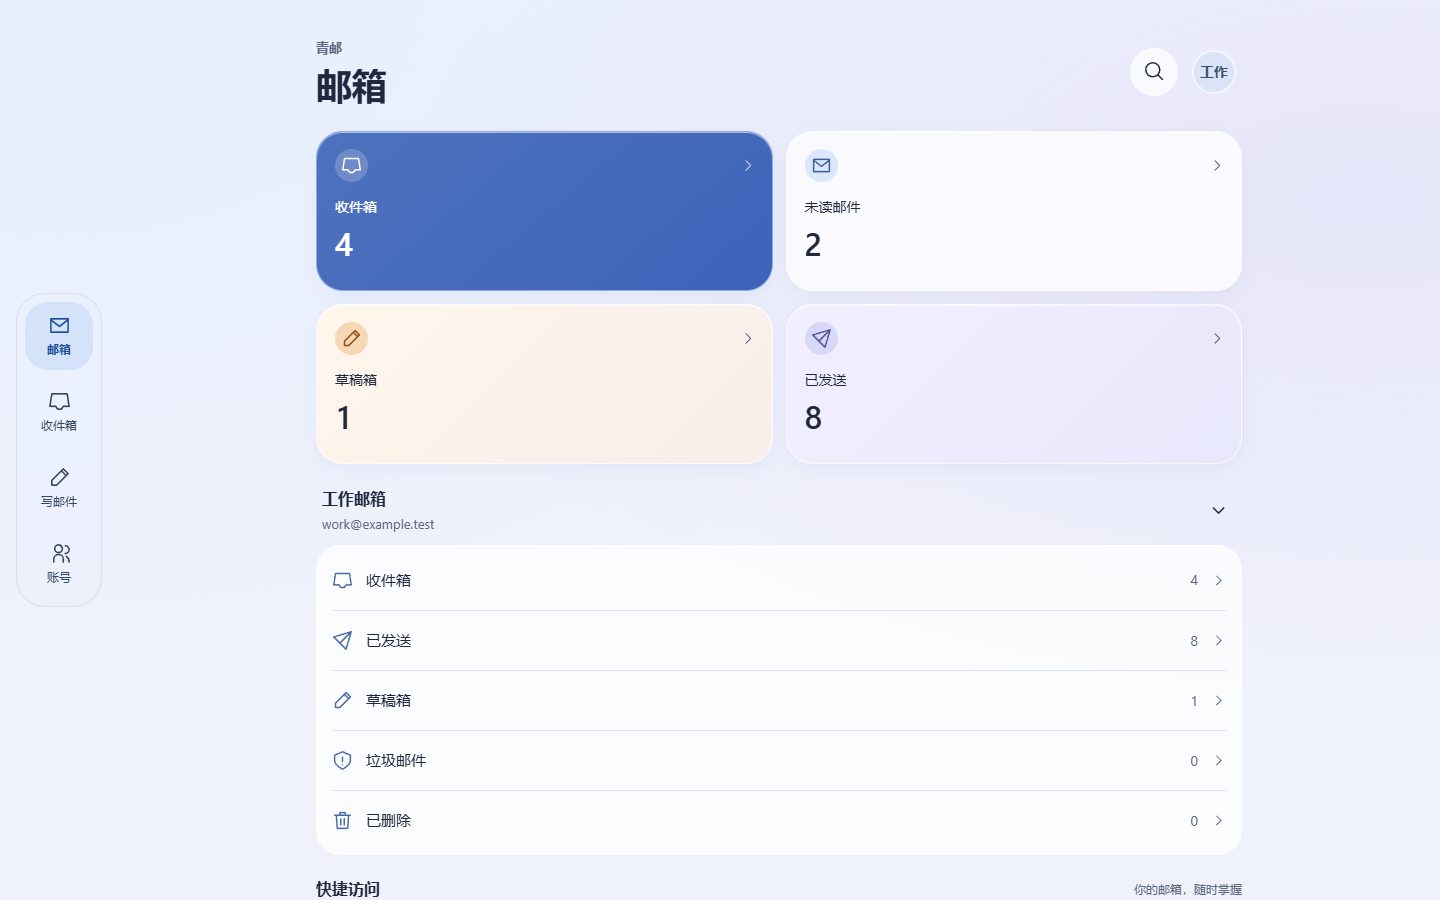 青邮
邮箱
工作
收件箱
4
未读邮件
2
草稿箱
1
已发送
8
邮箱
收件箱
写邮件
账号
工作邮箱
work@example.test
收件箱 4
已发送 8
草稿箱 1
垃圾邮件 0
已删除 0
快捷访问
你的邮箱，随时掌握